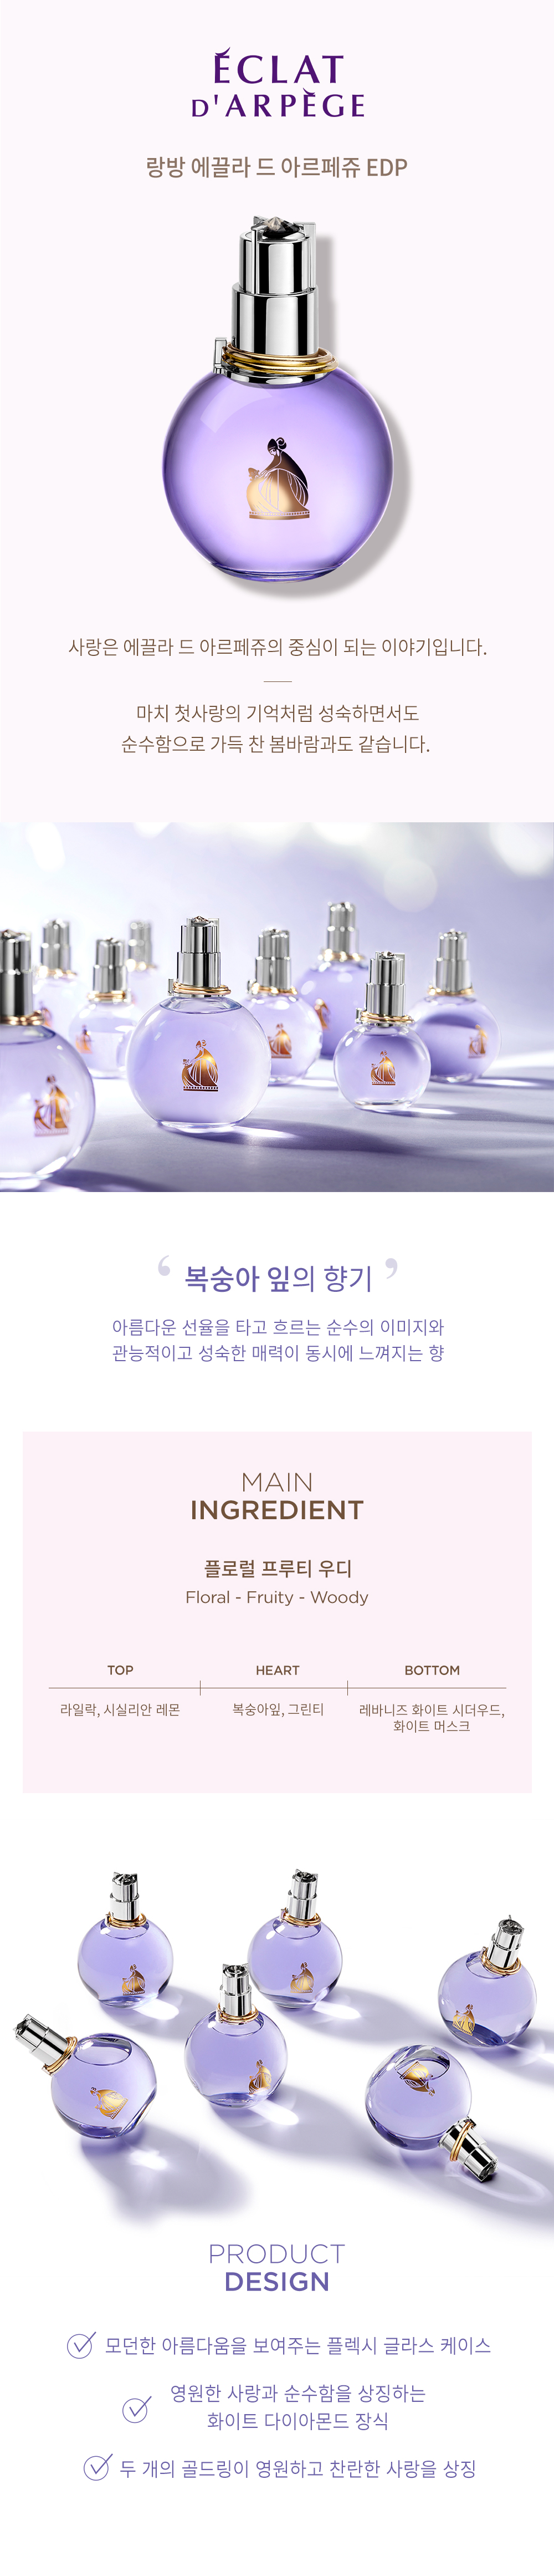 ÉCLAT
D'ARPÈGE
랑방 에끌라 드 아르페쥬 EDP
사랑은 에끌라 드 아르페쥬의 중심이 되는 이야기입니다.
마치 첫사랑의 기억처럼 성숙하면서도
순수함으로 가득 찬 봄바람과도 같습니다.
‘ 복숭아 잎의 향기 ’
아름다운 선율을 타고 흐르는 순수의 이미지와
관능적이고 성숙한 매력이 동시에 느껴지는 향
MAIN
INGREDIENT
플로럴 프루티 우디
Floral - Fruity - Woody
TOP
라일락, 시실리안 레몬
HEART
복숭아잎, 그린티
BOTTOM
레바니즈 화이트 시더우드,
화이트 머스크
PRODUCT
DESIGN
모던한 아름다움을 보여주는 플렉시 글라스 케이스
영원한 사랑과 순수함을 상징하는
화이트 다이아몬드 장식
두 개의 골드링이 영원하고 찬란한 사랑을 상징